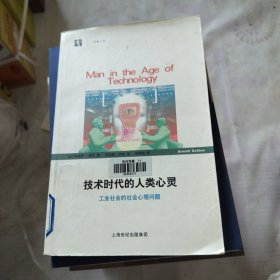 Man in the Age of
Technology
Arnold Gehlen
技术时代的人类心灵
工业社会的社会心理问题
上海世纪出版集团